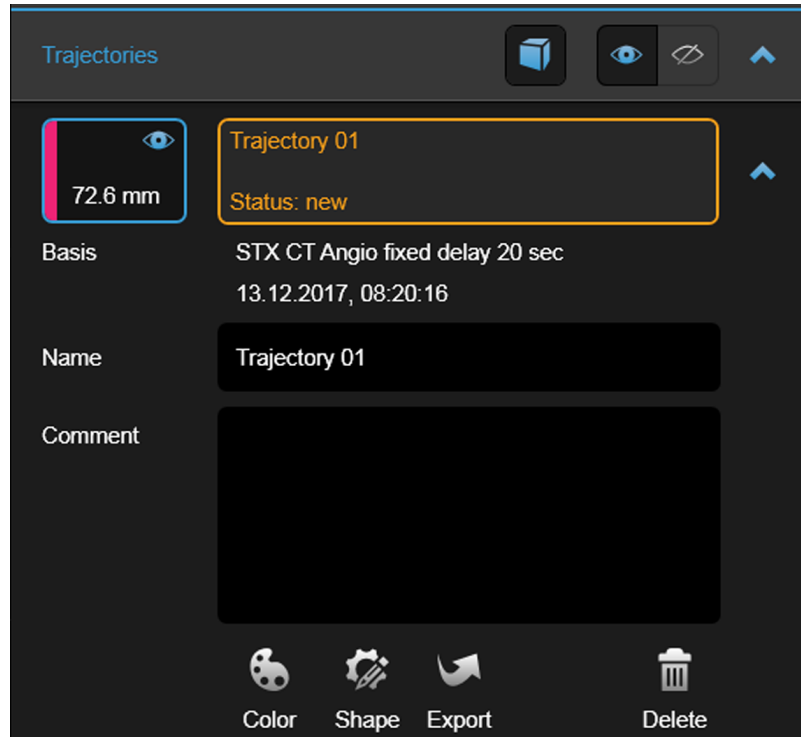 Trajectories
Trajectory 01
72.6 mm
Status: new
Basis
STX CT Angio fixed delay 20 sec
13.12.2017, 08:20:16
Name
Trajectory 01
Comment
Color
Shape
Export
Delete